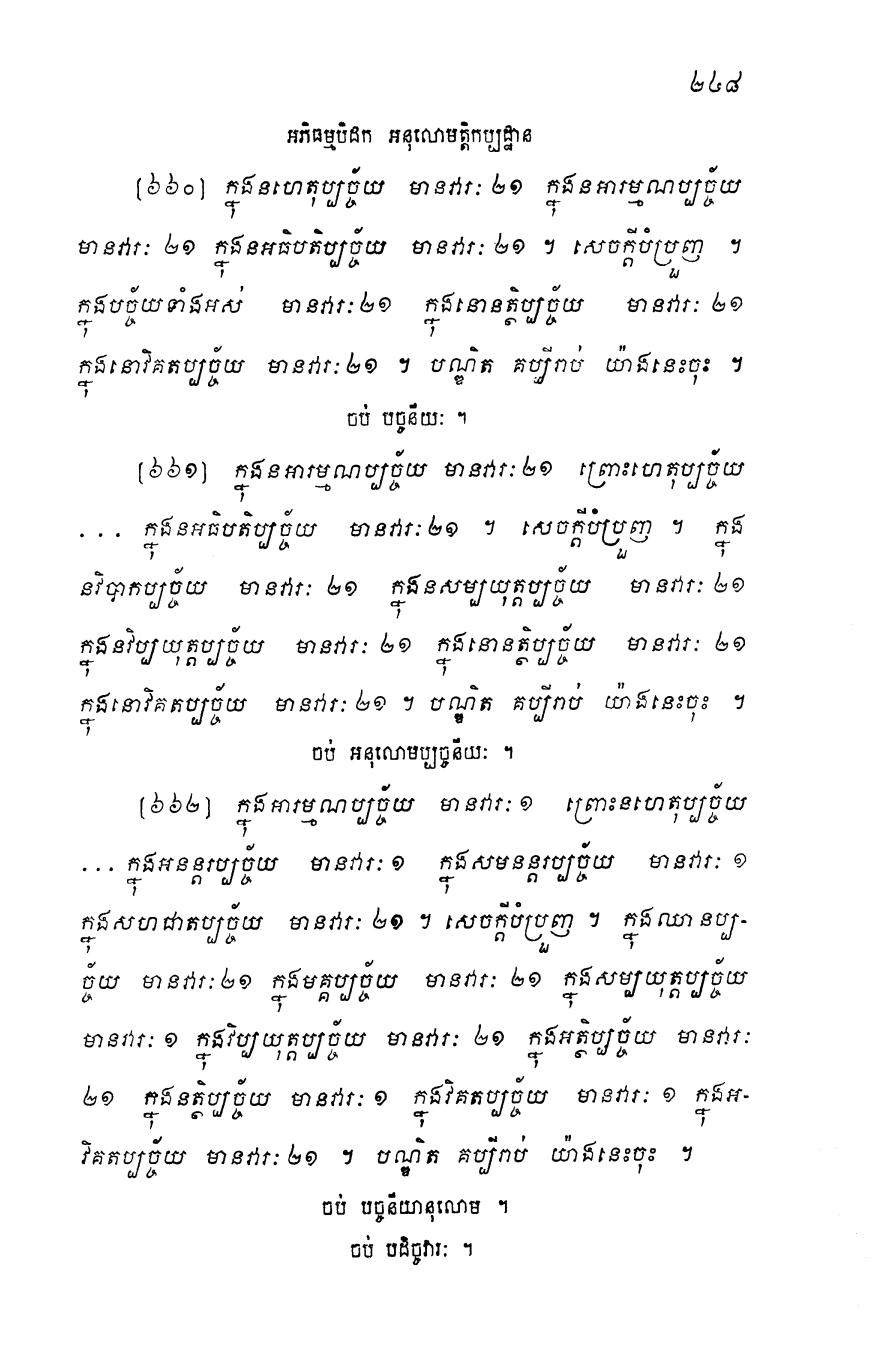 ២៤៨
អភិធម្មបិដក អនុលោមត្តិកប្បដ្ឋាន
[៦៦០] ក្នុងនហេតុប្បច្ច័យ មានវារៈ ២១ ក្នុងនអារម្មណប្បច្ច័យ
មានវារៈ ២១ ក្នុងនអធិបតិប្បច្ច័យ មានវារៈ ២១ ។ សេចក្តីបំប្រួញ ។
ក្នុងបច្ច័យទាំងអស់ មានវារៈ ២១ ក្នុងនោនត្ថិប្បច្ច័យ មានវារៈ ២១
ក្នុងនោវិគតប្បច្ច័យ មានវារៈ ២១ ។ បណ្ឌិត គប្បីរាប់ យ៉ាងនេះចុះ ។
ចប់ បច្ចនីយៈ ។
[៦៦១] ក្នុងនអារម្មណប្បច្ច័យ មានវារៈ ២១ ព្រោះហេតុប្បច្ច័យ
... ក្នុងនអធិបតិប្បច្ច័យ មានវារៈ ២១ ។ សេចក្តីបំប្រួញ ។ ក្នុង
នវិបាកប្បច្ច័យ មានវារៈ ២១ ក្នុងនសម្បយុត្តប្បច្ច័យ មានវារៈ ២១
ក្នុងនវិប្បយុត្តប្បច្ច័យ មានវារៈ ២១ ក្នុងនោនត្ថិប្បច្ច័យ មានវារៈ ២១
ក្នុងនោវិគតប្បច្ច័យ មានវារៈ ២១ ។ បណ្ឌិត គប្បីរាប់ យ៉ាងនេះចុះ ។
ចប់ អនុលោមប្បច្ចនីយៈ ។
[៦៦២] ក្នុងអារម្មណប្បច្ច័យ មានវារៈ ១ ព្រោះនហេតុប្បច្ច័យ
... ក្នុងអនន្តរប្បច្ច័យ មានវារៈ ១ ក្នុងសមនន្តរប្បច្ច័យ មានវារៈ ១
ក្នុងសហជាតប្បច្ច័យ មានវារៈ ២១ ។ សេចក្តីបំប្រួញ ។ ក្នុងឈានប្ប-
ច្ច័យ មានវារៈ ២១ ក្នុងមគ្គប្បច្ច័យ មានវារៈ ២១ ក្នុងសម្បយុត្តប្បច្ច័យ
មានវារៈ ១ ក្នុងវិប្បយុត្តប្បច្ច័យ មានវារៈ ២១ ក្នុងអត្ថិប្បច្ច័យ មានវារៈ
២១ ក្នុងនត្ថិប្បច្ច័យ មានវារៈ ១ ក្នុងវិគតប្បច្ច័យ មានវារៈ ១ ក្នុងអ-
វិគតប្បច្ច័យ មានវារៈ ២១ ។ បណ្ឌិត គប្បីរាប់ យ៉ាងនេះចុះ ។
ចប់ បច្ចនីយានុលោម ។
ចប់ បដិច្ចវារៈ ។